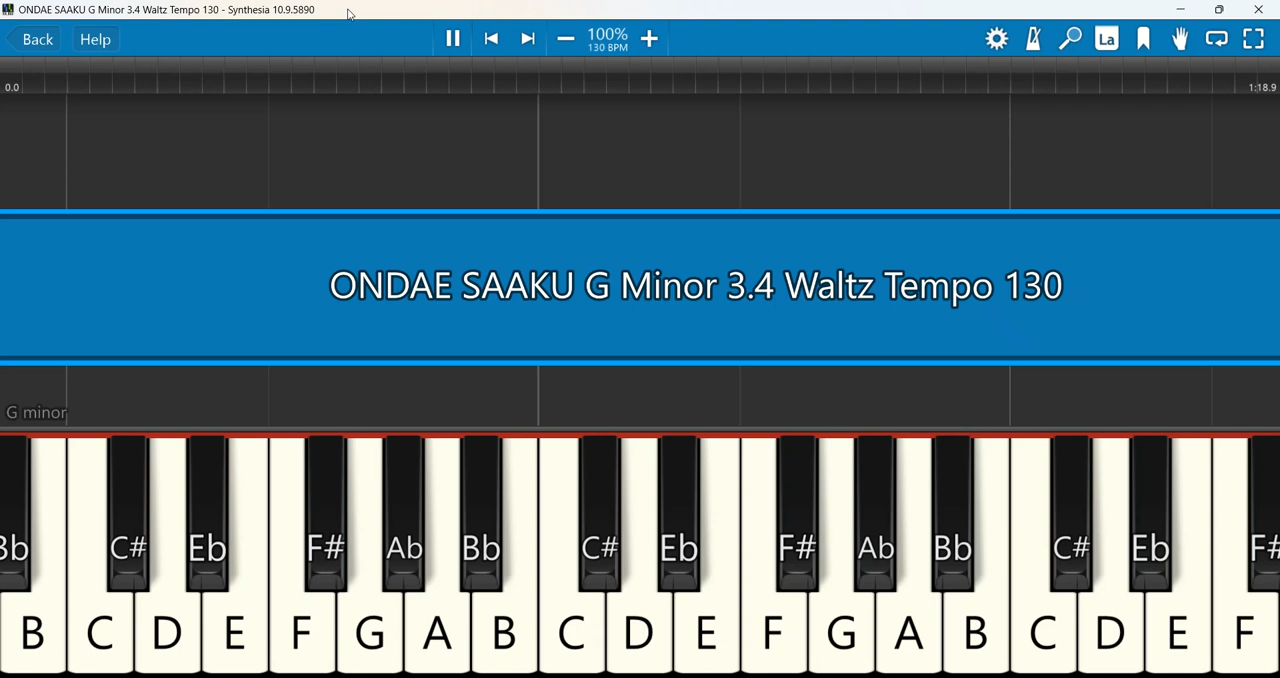 ONDAE SAAKU G Minor 3.4 Waltz Tempo 130 - Synthesia 10.9.5890
Back Help 100% La
130 BPM
0.0 1:18.9
ONDAE SAAKU G Minor 3.4 Waltz Tempo 130
G minor
Bb C# Eb F# Ab Bb C# Eb F# Ab Bb C# Eb F#
B C D E F G A B C D E F G A B C D E F